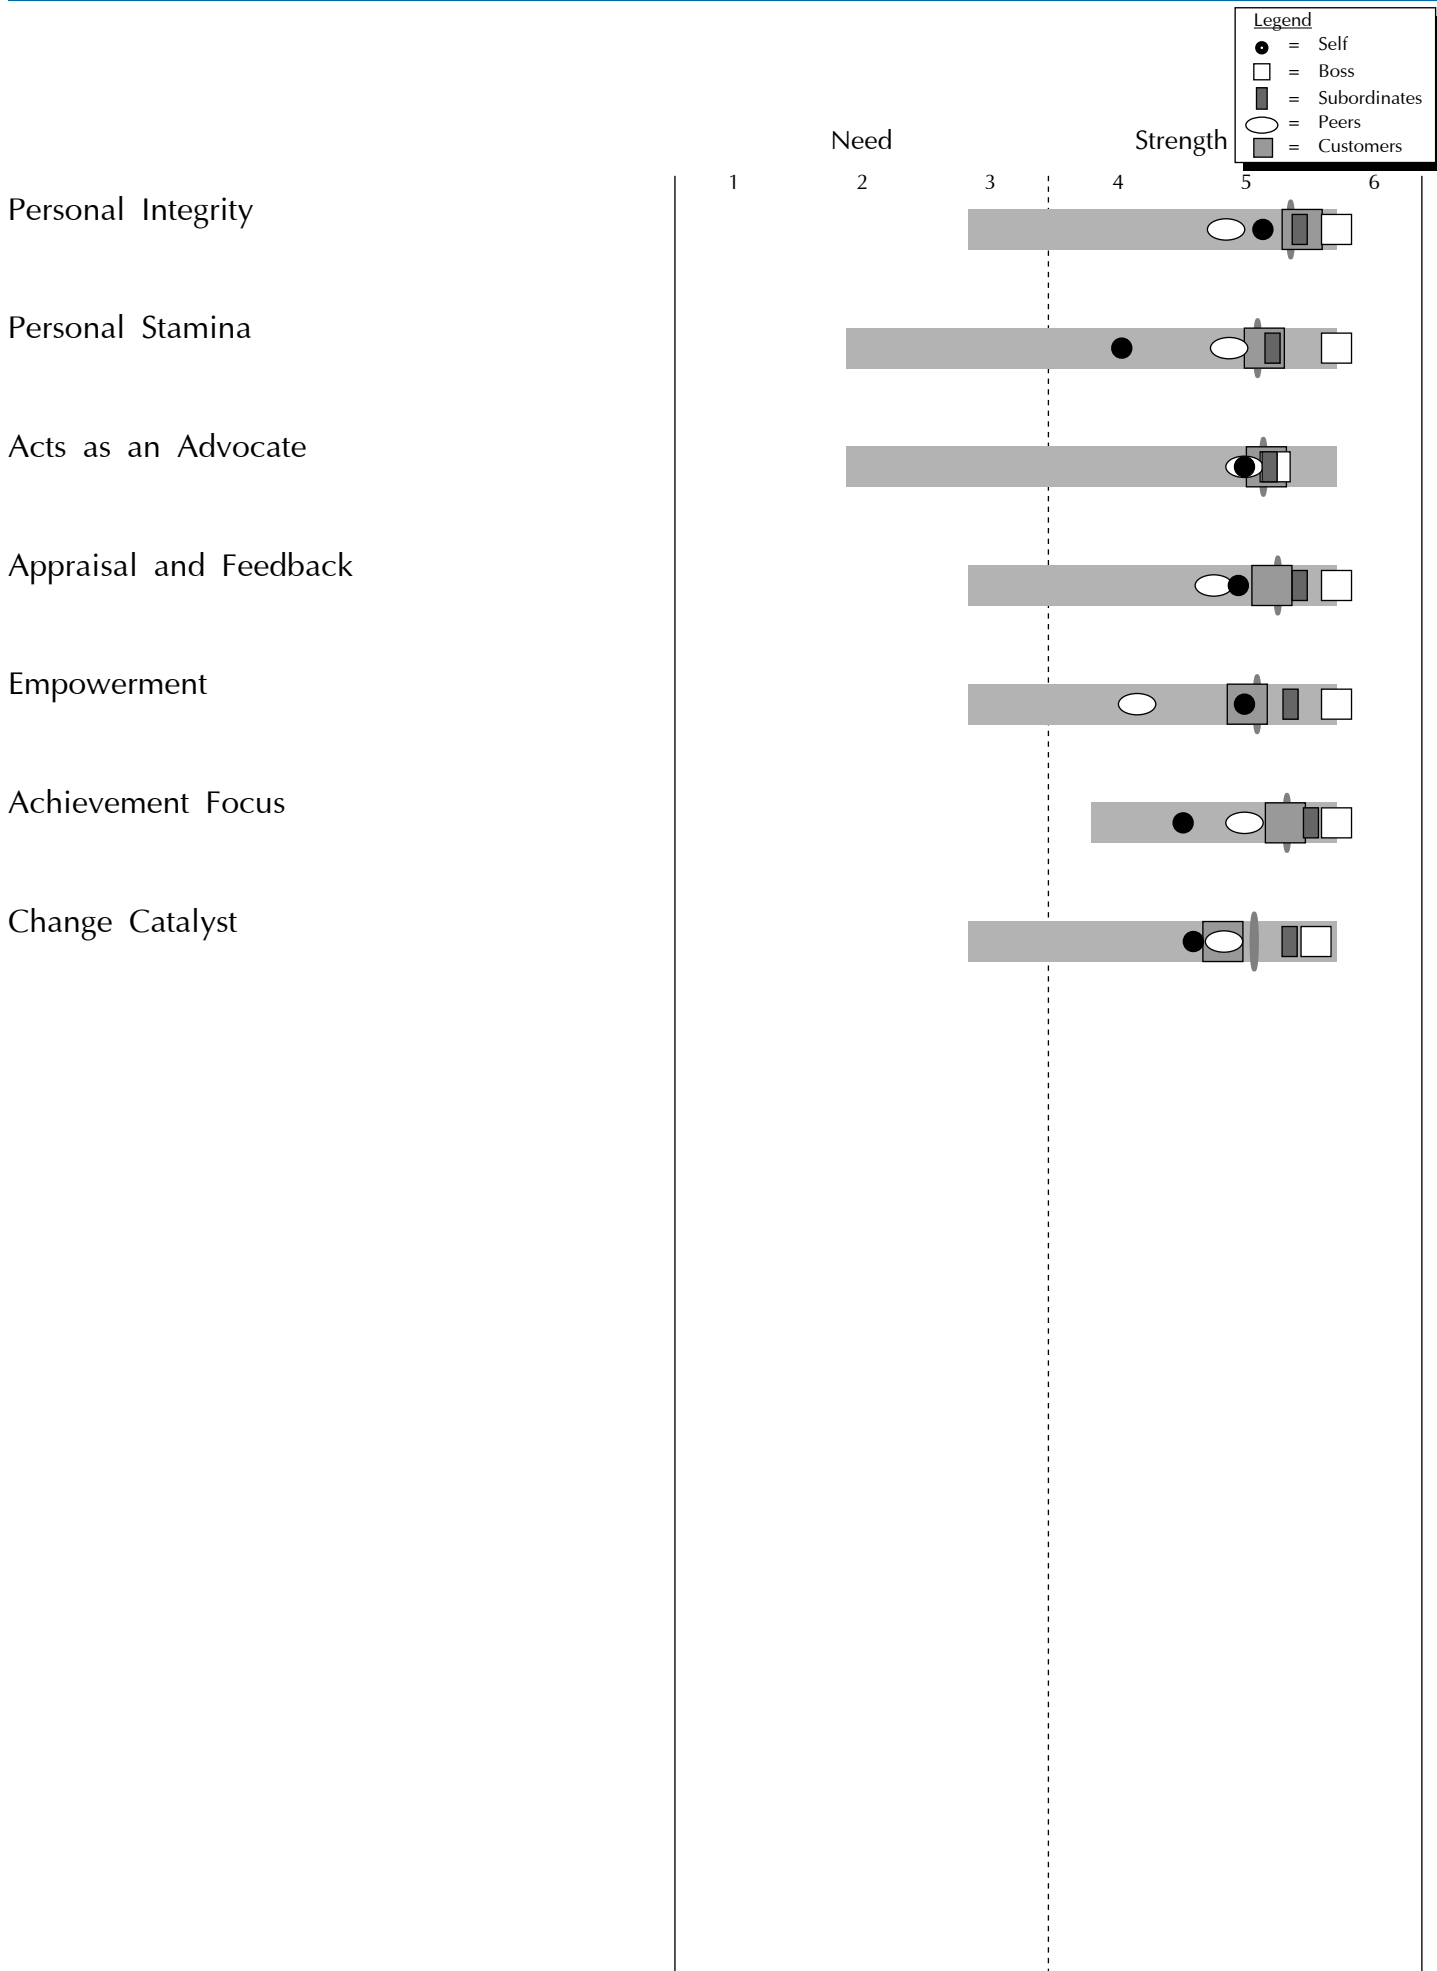 Legend
= Self
= Boss
= Subordinates
= Peers
= Customers
Need Strength
1 2 3 4 5 6
Personal Integrity
Personal Stamina
Acts as an Advocate
Appraisal and Feedback
Empowerment
Achievement Focus
Change Catalyst